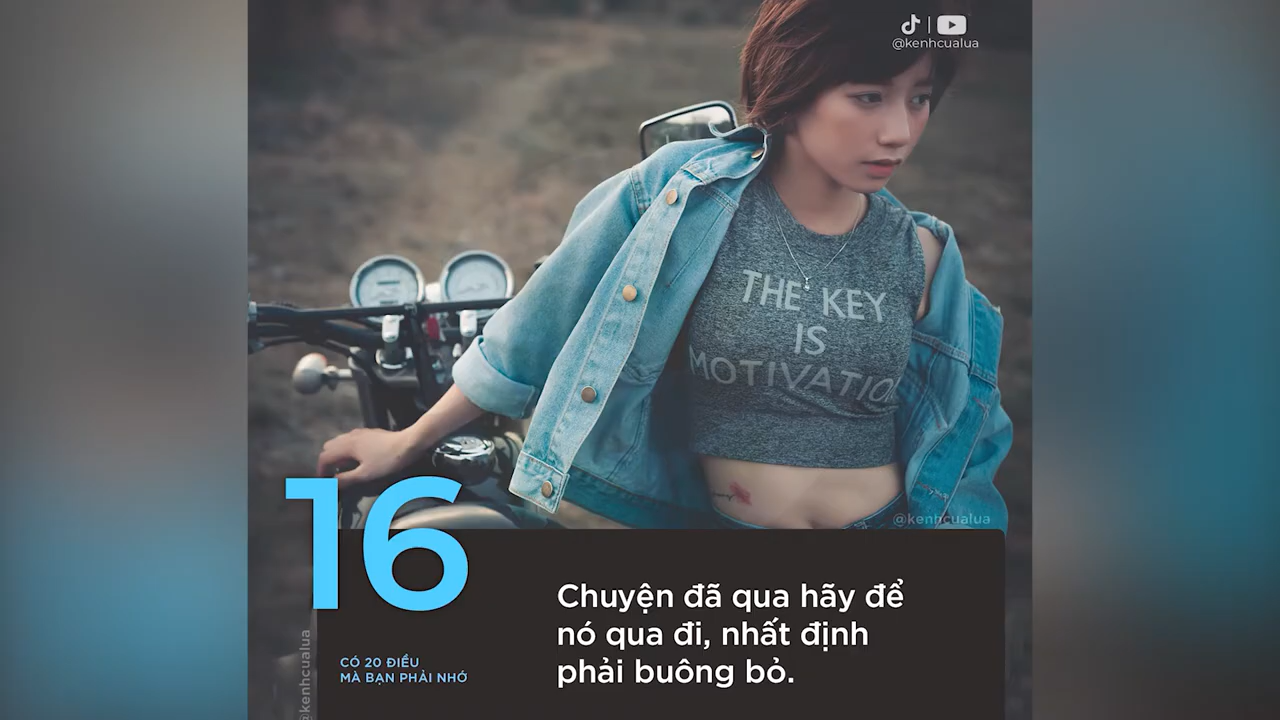 @kenhcualua
THE KEY
IS
MOTIVATIO
@kenhcualua
16
Chuyện đã qua hãy để
nó qua đi, nhất định
phải buông bỏ.
CÓ 20 ĐIỀU
MÀ BẠN PHẢI NHỚ
@kenhcualua